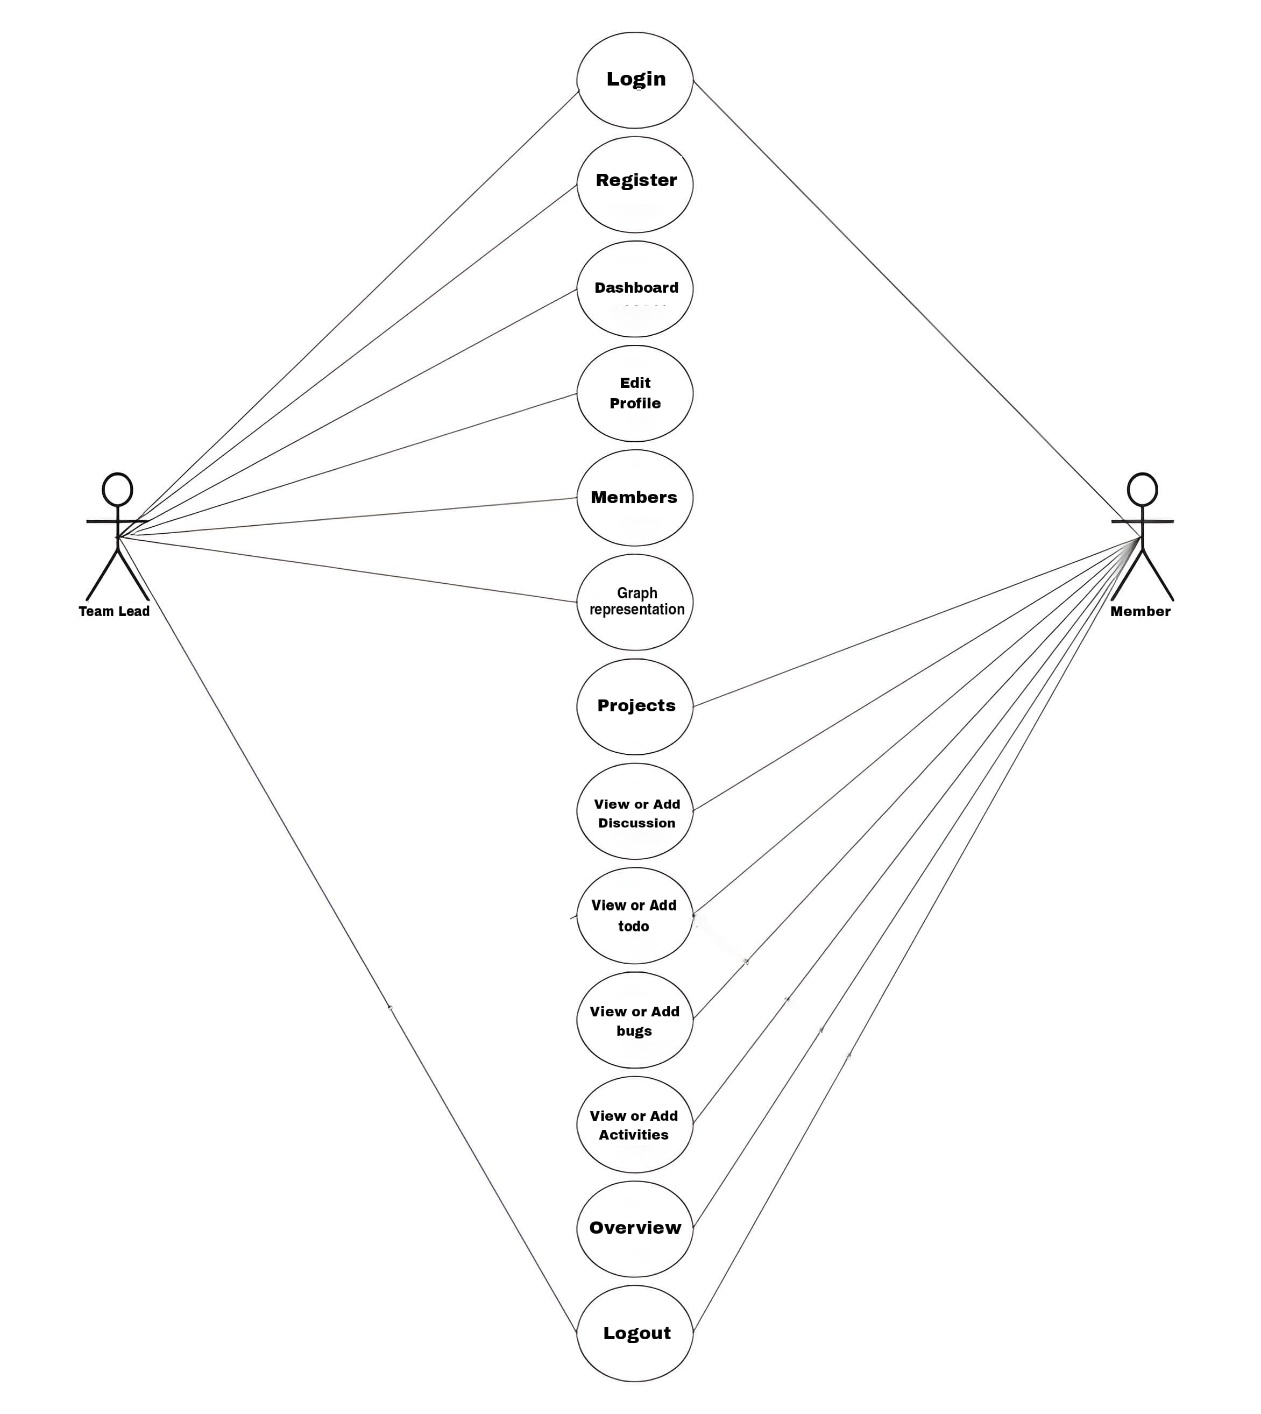 Login
Register
Dashboard
Edit
Profile
Members
Graph
representation
Team Lead
Member
Projects
View or Add
Discussion
View or Add
todo
View or Add
bugs
View or Add
Activities
Overview
Logout